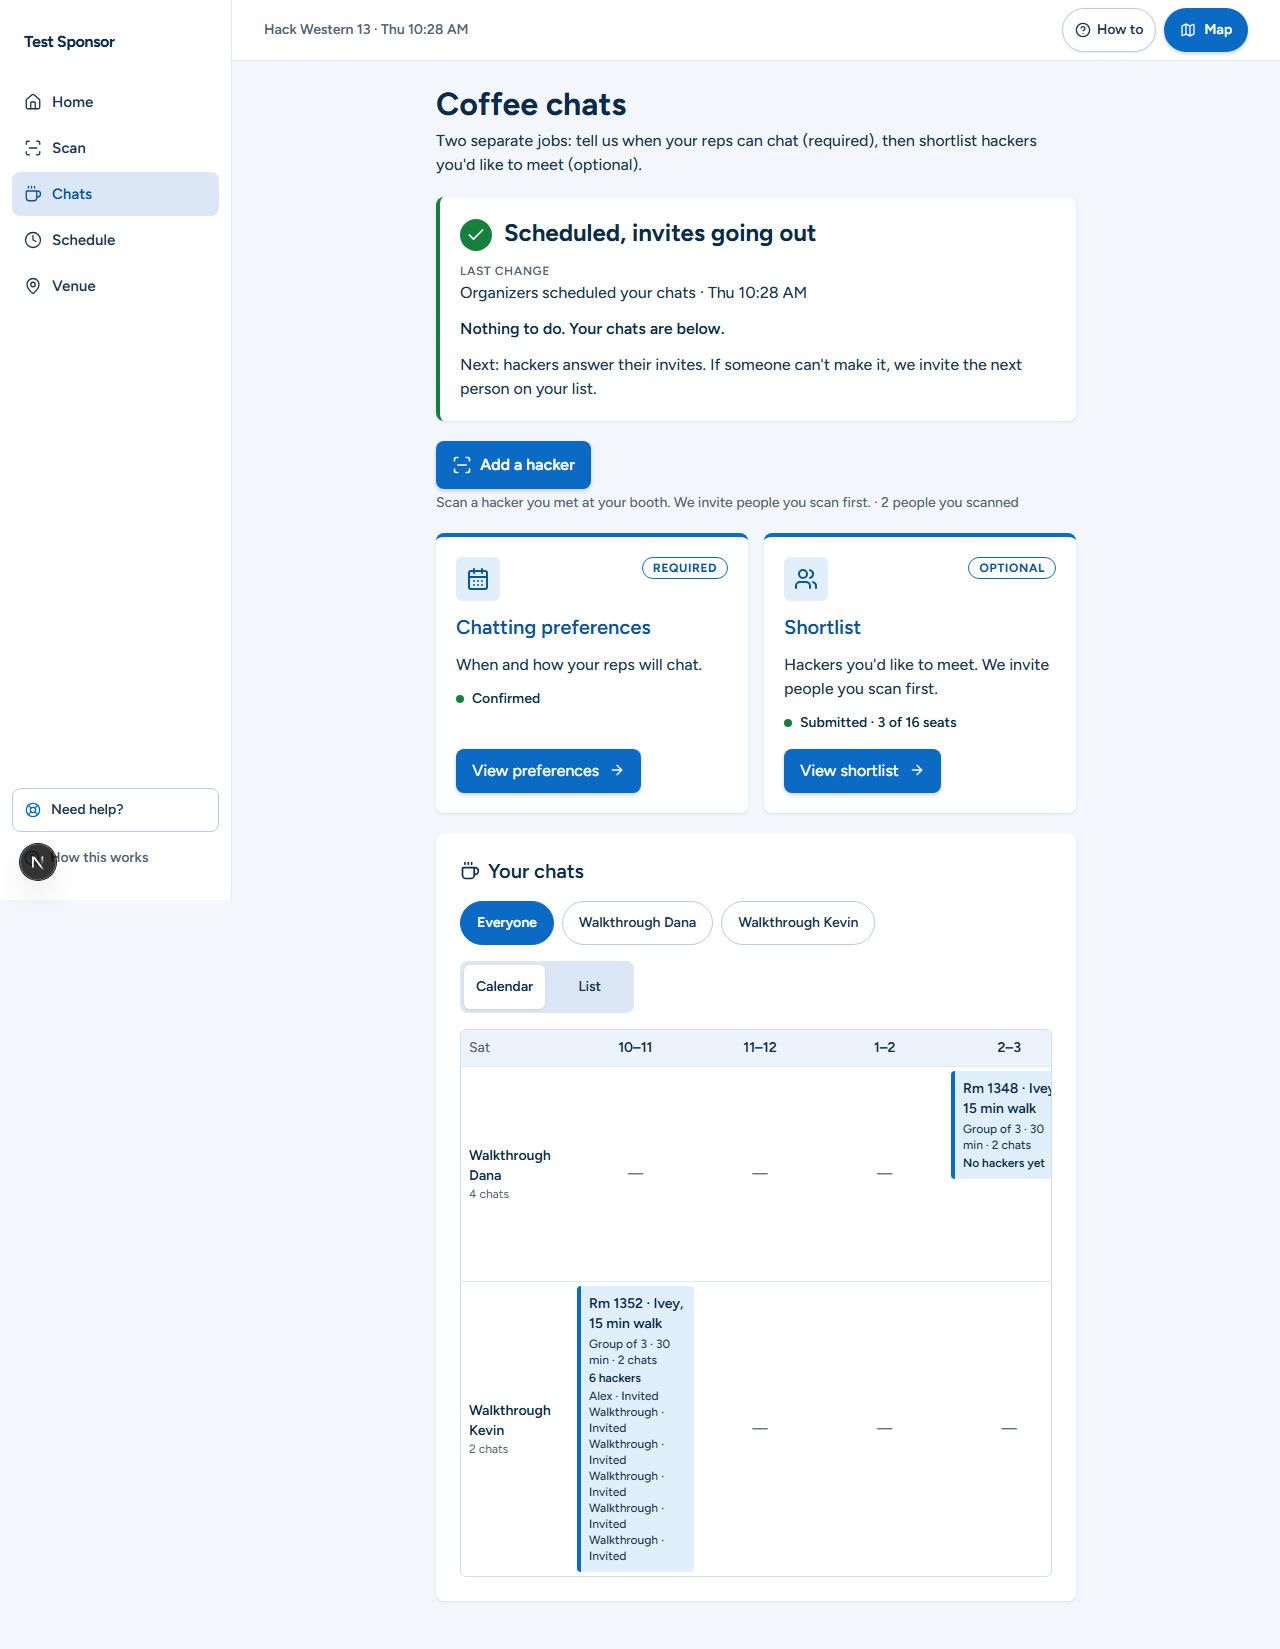 Test Sponsor
Home
Scan
Chats
Schedule
Venue
Need help?
How this works
N
Hack Western 13 · Thu 10:28 AM
How to
Map
Coffee chats
Two separate jobs: tell us when your reps can chat (required), then shortlist hackers
you'd like to meet (optional).
Scheduled, invites going out
LAST CHANGE
Organizers scheduled your chats · Thu 10:28 AM
Nothing to do. Your chats are below.
Next: hackers answer their invites. If someone can't make it, we invite the next
person on your list.
Add a hacker
Scan a hacker you met at your booth. We invite people you scan first. · 2 people you scanned
REQUIRED
Chatting preferences
When and how your reps will chat.
Confirmed
View preferences
OPTIONAL
Shortlist
Hackers you'd like to meet. We invite
people you scan first.
Submitted · 3 of 16 seats
View shortlist
Your chats
Everyone
Walkthrough Dana
Walkthrough Kevin
Calendar
List
Sat
10–11
11–12
1–2
2–3
Walkthrough
Dana
4 chats
—
—
—
Rm 1348 · Ivey
15 min walk
Group of 3 · 30
min · 2 chats
No hackers yet
Walkthrough
Kevin
2 chats
Rm 1352 · Ivey,
15 min walk
Group of 3 · 30
min · 2 chats
6 hackers
Alex · Invited
Walkthrough ·
Invited
Walkthrough ·
Invited
Walkthrough ·
Invited
Walkthrough ·
Invited
Walkthrough ·
Invited
—
—
—